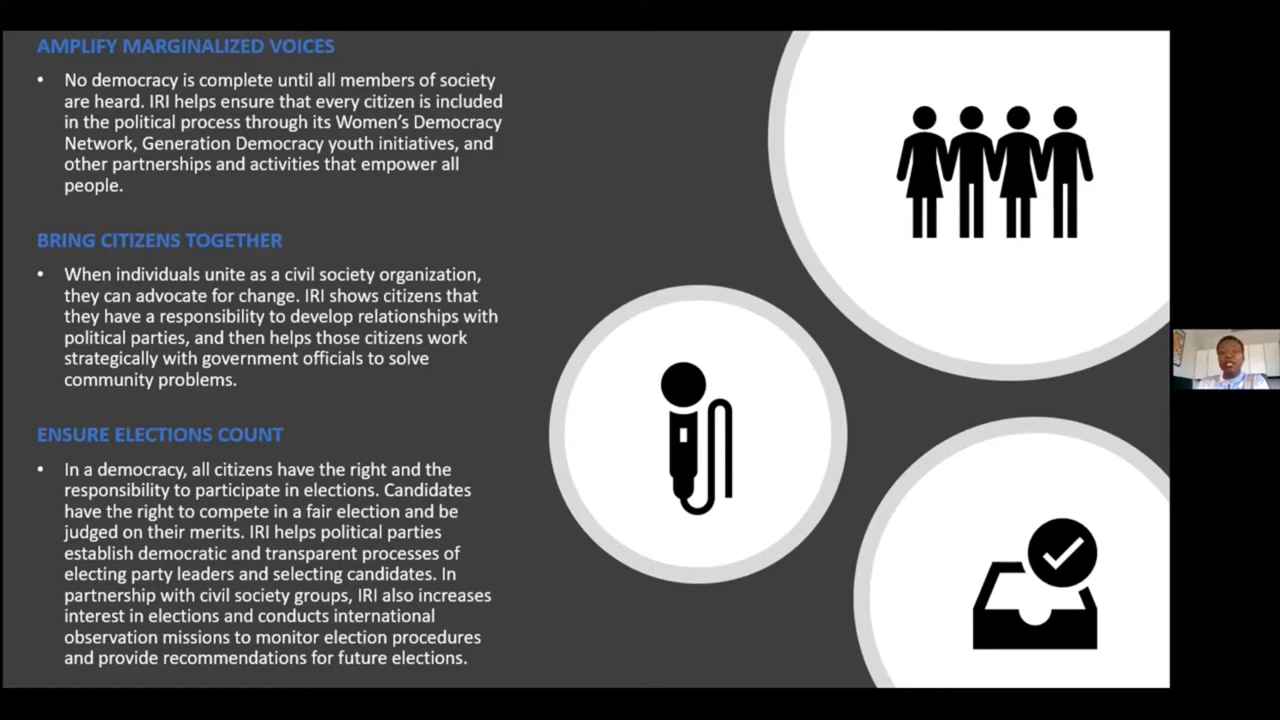 AMPLIFY MARGINALIZED VOICES
• No democracy is complete until all members of society
are heard. IRI helps ensure that every citizen is included
in the political process through its Women's Democracy
Network, Generation Democracy youth initiatives, and
other partnerships and activities that empower all
people.
BRING CITIZENS TOGETHER
• When individuals unite as a civil society organization,
they can advocate for change. IRI shows citizens that
they have a responsibility to develop relationships with
political parties, and then helps those citizens work
strategically with government officials to solve
community problems.
ENSURE ELECTIONS COUNT
• In a democracy, all citizens have the right and the
responsibility to participate in elections. Candidates
have the right to compete in a fair election and be
judged on their merits. IRI helps political parties
establish democratic and transparent processes of
electing party leaders and selecting candidates. In
partnership with civil society groups, IRI also increases
interest in elections and conducts international
observation missions to monitor election procedures
and provide recommendations for future elections.